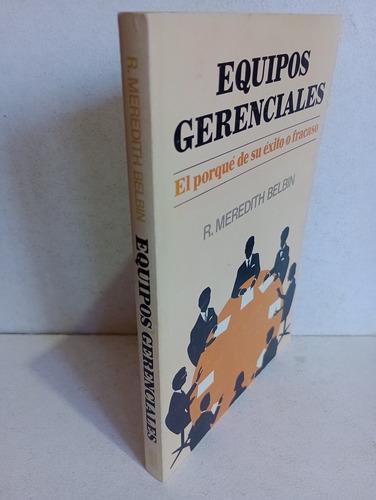 EQUIPOS
GERENCIALES
El porqué de su éxito o fracaso
R. MEREDITH BELBIN
R. MEREDITH BELBIN EQUIPOS GERENCIALES